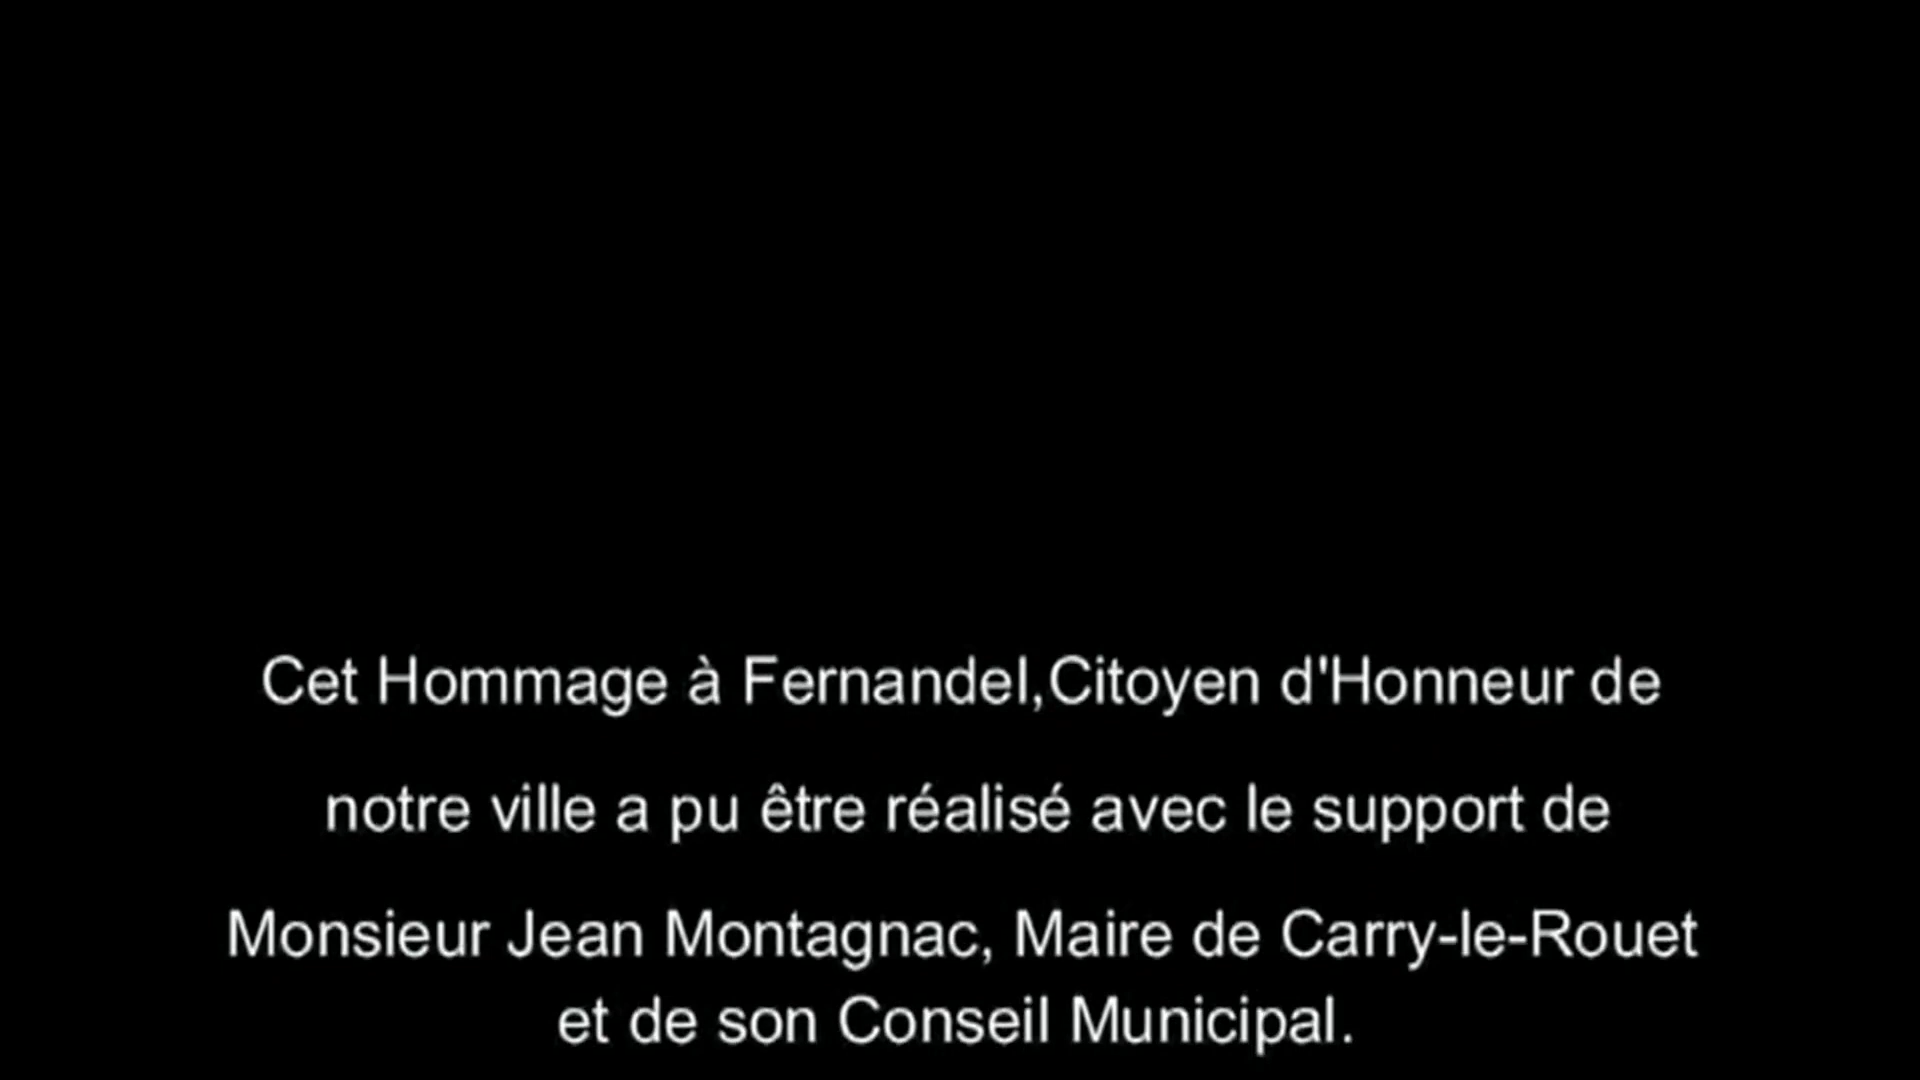 Cet Hommage à Fernandel,Citoyen d'Honneur de
notre ville a pu être réalisé avec le support de
Monsieur Jean Montagnac, Maire de Carry-le-Rouet
et de son Conseil Municipal.